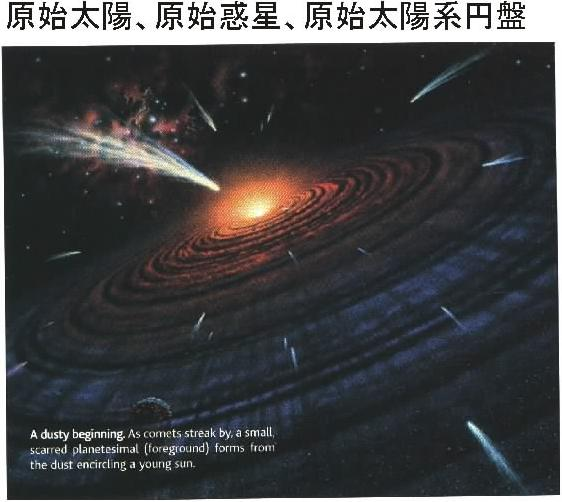 原始太陽、原始惑星、原始太陽系円盤
A dusty beginning. As comets streak by, a small,
scarred planetesimal (foreground) forms from
the dust encircling a young sun.